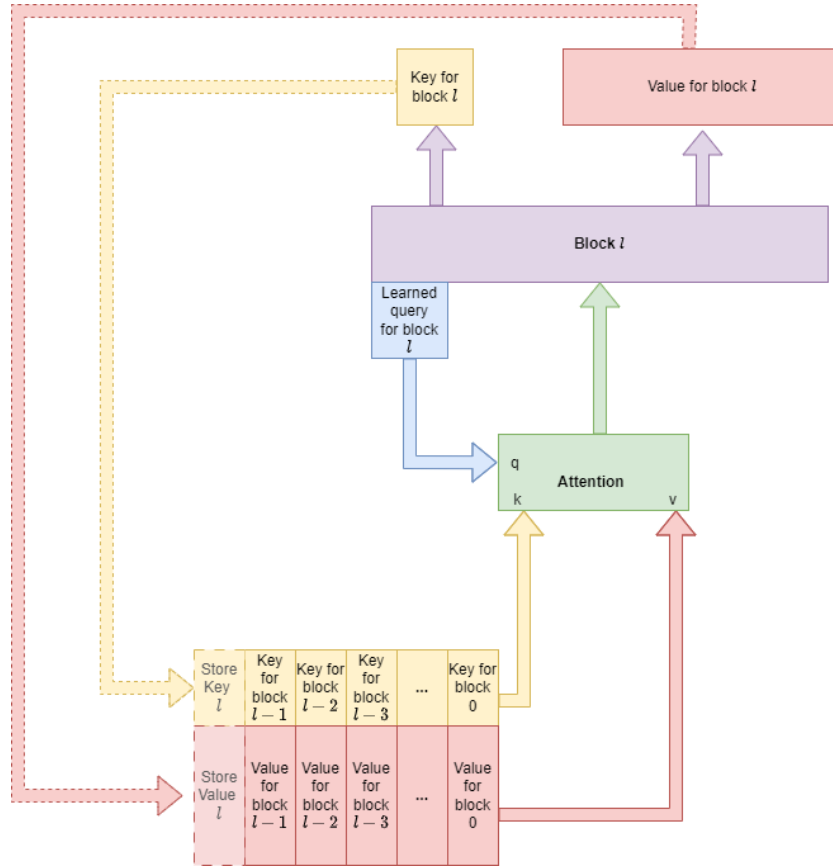 Key for
block l
Value for block l
Block l
Learned
query
for block
l
q
Attention
k
v
Store
Key
l
Key
for
block
l − 1
Key for
block
l − 2
Key
for
block
l − 3
...
Key for
block
0
Store
Value
l
Value
for
block
l − 1
Value
for
block
l − 2
Value
for
block
l − 3
...
Value
for
block
0